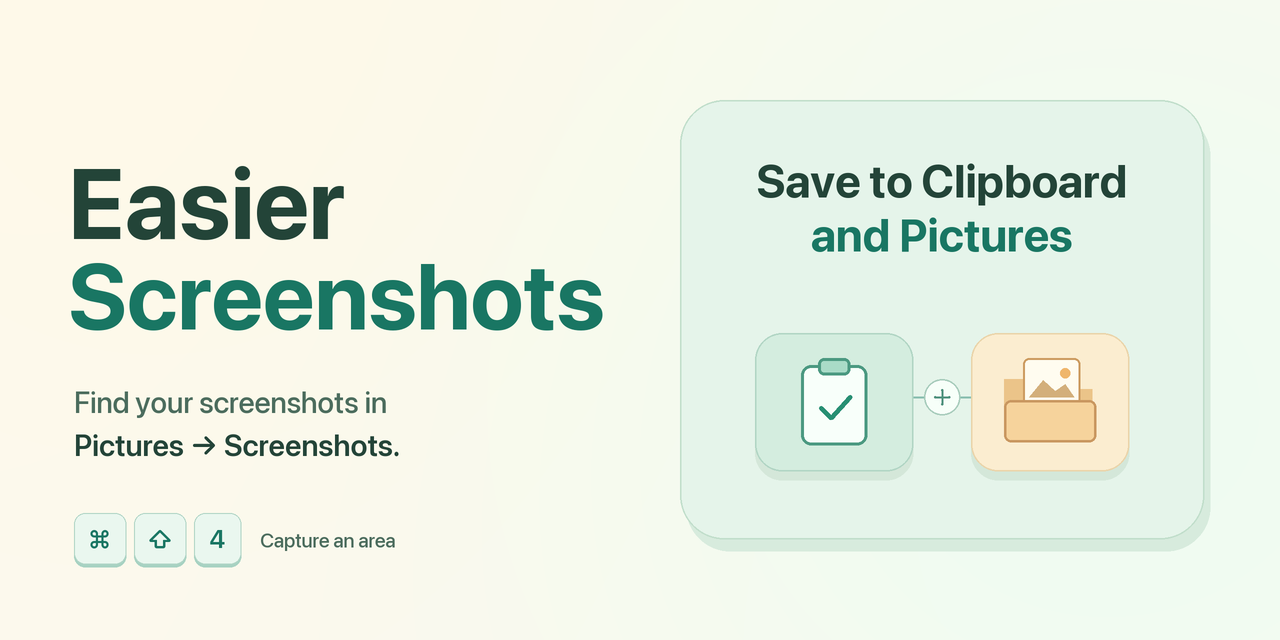 Easier
Screenshots
Find your screenshots in
Pictures → Screenshots.
⌘ ⇧ 4 Capture an area
Save to Clipboard
and Pictures